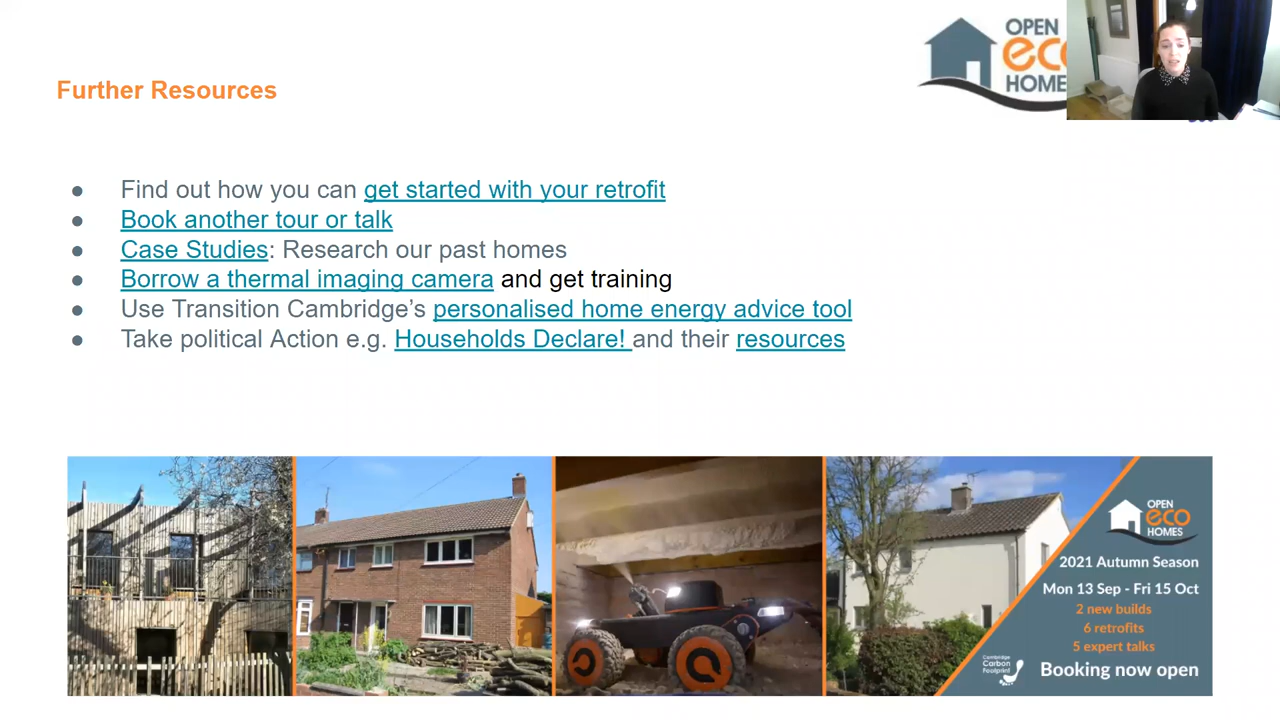 OPEN
eco
HOMES
Further Resources
● Find out how you can get started with your retrofit
● Book another tour or talk
● Case Studies: Research our past homes
● Borrow a thermal imaging camera and get training
● Use Transition Cambridge’s personalised home energy advice tool
● Take political Action e.g. Households Declare! and their resources
OPEN
eco
HOMES
2021 Autumn Season
Mon 13 Sep - Fri 15 Oct
2 new builds
6 retrofits
5 expert talks
Cambridge
Carbon
Footprint
Booking now open